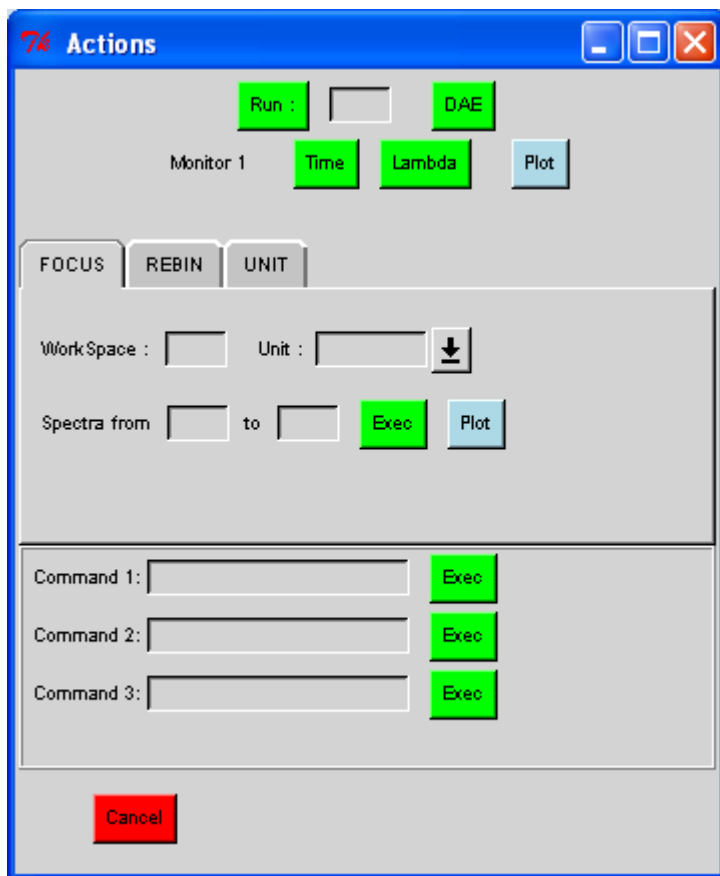 Actions
Run : DAE
Monitor 1 Time Lambda Plot
FOCUS REBIN UNIT
WorkSpace : Unit :
Spectra from to Exec Plot
Command 1: Exec
Command 2: Exec
Command 3: Exec
Cancel